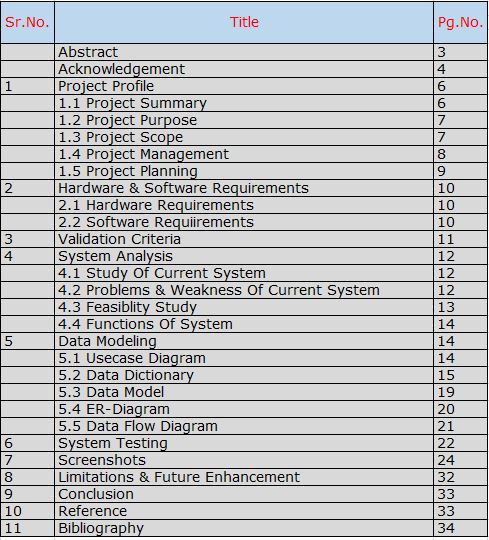 Sr.No. Title Pg.No.
Abstract 3
Acknowledgement 4
1 Project Profile 6
1.1 Project Summary 6
1.2 Project Purpose 7
1.3 Project Scope 7
1.4 Project Management 8
1.5 Project Planning 9
2 Hardware & Software Requirements 10
2.1 Hardware Requirements 10
2.2 Software Requiirements 10
3 Validation Criteria 11
4 System Analysis 12
4.1 Study Of Current System 12
4.2 Problems & Weakness Of Current System 12
4.3 Feasiblity Study 13
4.4 Functions Of System 14
5 Data Modeling 14
5.1 Usecase Diagram 14
5.2 Data Dictionary 15
5.3 Data Model 19
5.4 ER-Diagram 20
5.5 Data Flow Diagram 21
6 System Testing 22
7 Screenshots 24
8 Limitations & Future Enhancement 32
9 Conclusion 33
10 Reference 33
11 Bibliography 34